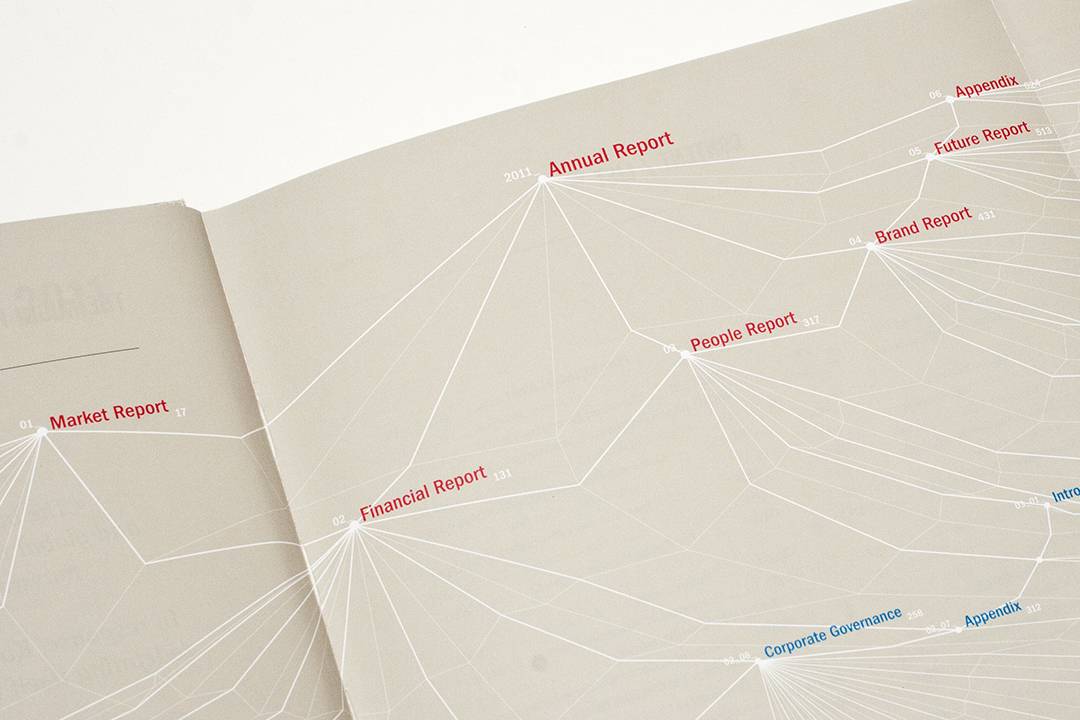 06 Appendix 524
05 Future Report 513
2011 Annual Report
04 Brand Report 431
03 People Report 317
01 Market Report 17
02 Financial Report 131
03_01 Intro
02_06 Corporate Governance 258
02_07 Appendix 312